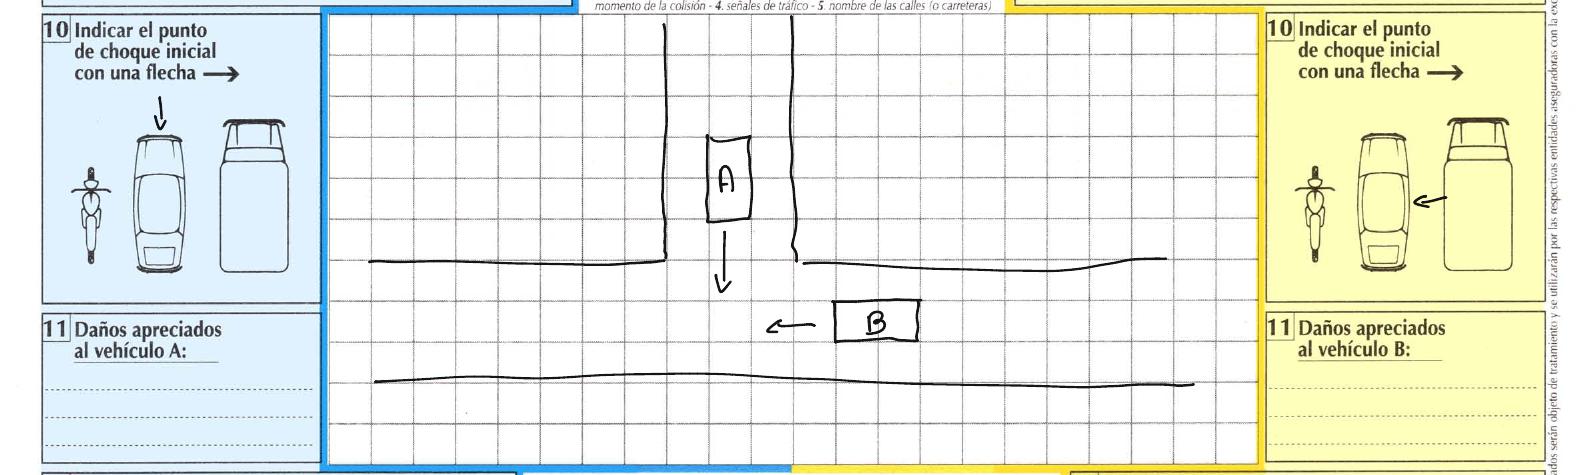 momento de la colisión - 4. señales de tráfico - 5. nombre de las calles (o carreteras)
10 Indicar el punto
de choque inicial
con una flecha →
11 Daños apreciados
al vehículo A:
A
B
10 Indicar el punto
de choque inicial
con una flecha →
11 Daños apreciados
al vehículo B:
ados serán objeto de tratamiento y se utilizarán por las respectivas entidades aseguradoras con la